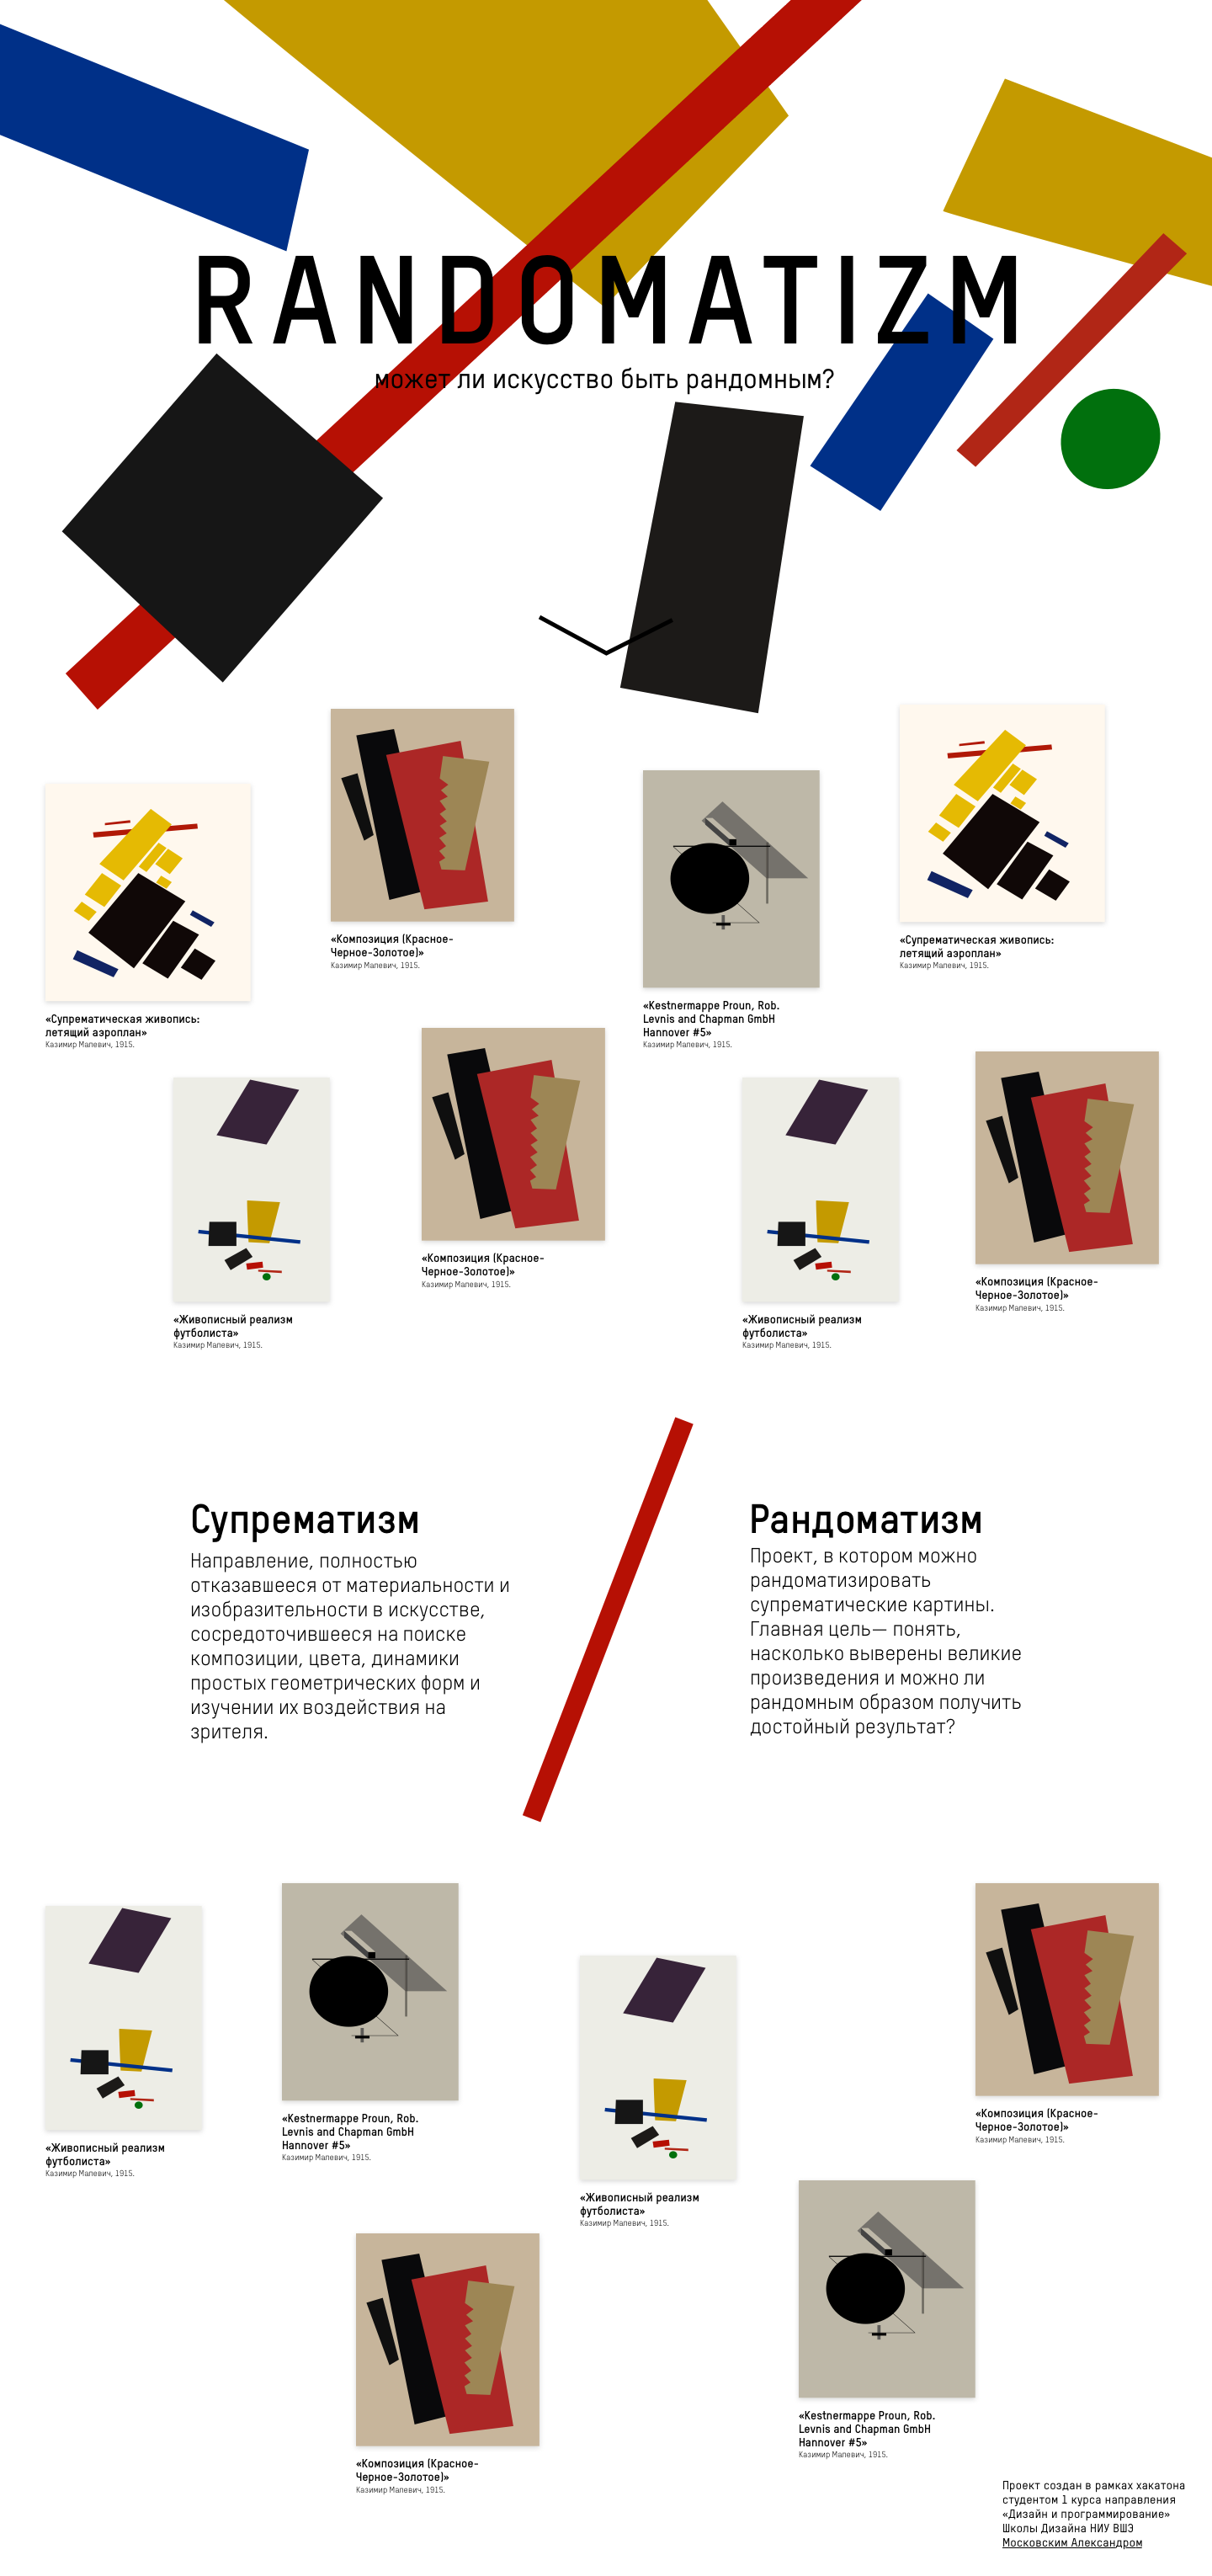 RANDOMATIZM
может ли искусство быть рандомным?
«Супрематическая живопись:
летящий аэроплан»
Казимир Малевич, 1915.
«Композиция (Красное-
Черное-Золотое)»
Казимир Малевич, 1915.
«Kestnermappe Proun, Rob.
Levnis and Chapman GmbH
Hannover #5»
Казимир Малевич, 1915.
«Супрематическая живопись:
летящий аэроплан»
Казимир Малевич, 1915.
«Живописный реализм
футболиста»
Казимир Малевич, 1915.
«Композиция (Красное-
Черное-Золотое)»
Казимир Малевич, 1915.
«Живописный реализм
футболиста»
Казимир Малевич, 1915.
«Композиция (Красное-
Черное-Золотое)»
Казимир Малевич, 1915.
Супрематизм
Направление, полностью
отказавшееся от материальности и
изобразительности в искусстве,
сосредоточившееся на поиске
композиции, цвета, динамики
простых геометрических форм и
изучении их воздействия на
зрителя.
Рандоматизм
Проект, в котором можно
рандоматизировать
супрематические картины.
Главная цель— понять,
насколько выверены великие
произведения и можно ли
рандомным образом получить
достойный результат?
«Живописный реализм
футболиста»
Казимир Малевич, 1915.
«Kestnermappe Proun, Rob.
Levnis and Chapman GmbH
Hannover #5»
Казимир Малевич, 1915.
«Живописный реализм
футболиста»
Казимир Малевич, 1915.
«Композиция (Красное-
Черное-Золотое)»
Казимир Малевич, 1915.
«Композиция (Красное-
Черное-Золотое)»
Казимир Малевич, 1915.
«Kestnermappe Proun, Rob.
Levnis and Chapman GmbH
Hannover #5»
Казимир Малевич, 1915.
Проект создан в рамках хакатона
студентом 1 курса направления
«Дизайн и программирование»
Школы Дизайна НИУ ВШЭ
Московским Александром